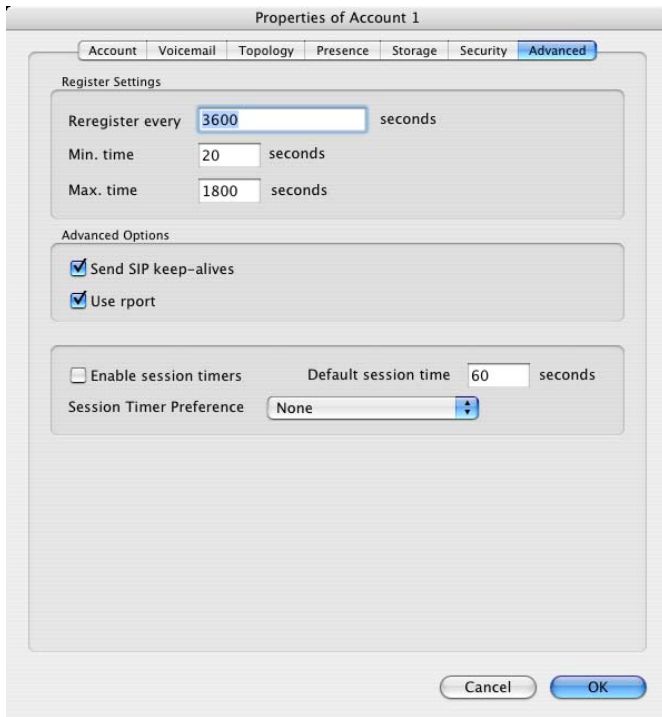 Properties of Account 1
Account Voicemail Topology Presence Storage Security Advanced
Register Settings
Reregister every 3600 seconds
Min. time 20 seconds
Max. time 1800 seconds
Advanced Options
Send SIP keep-alives
Use rport
Enable session timers Default session time 60 seconds
Session Timer Preference None
Cancel OK